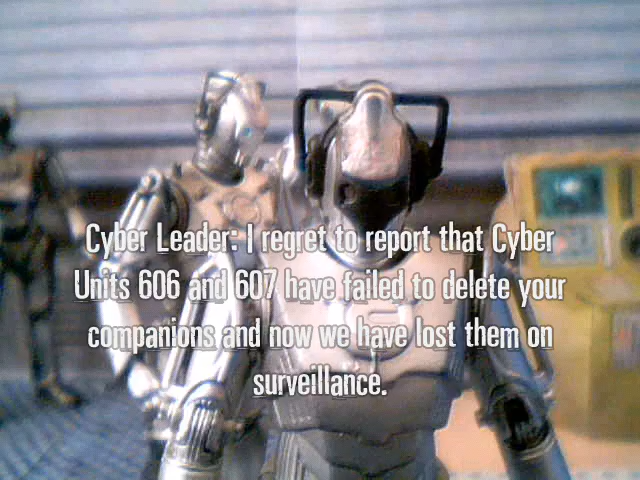 Cyber Leader: I regret to report that Cyber
Units 606 and 607 have failed to delete your
companions and now we have lost them on
surveillance.